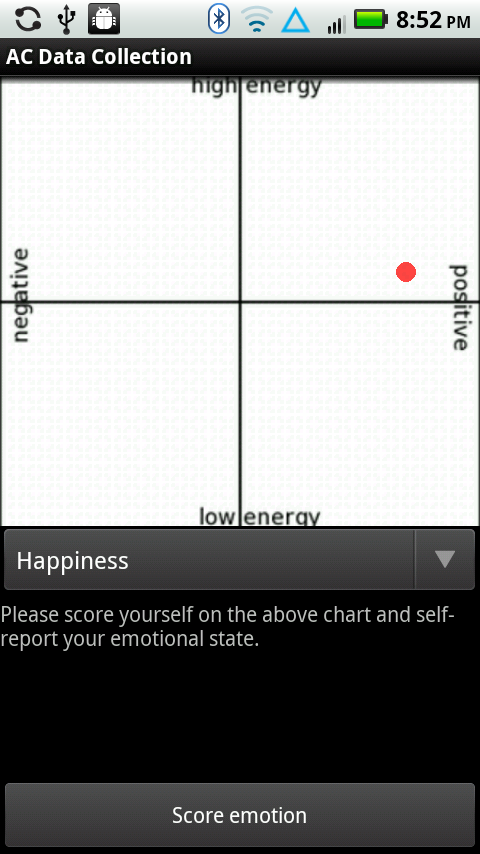 8:52 PM
AC Data Collection
high energy
negative
positive
low energy
Happiness
Please score yourself on the above chart and self-
report your emotional state.
Score emotion